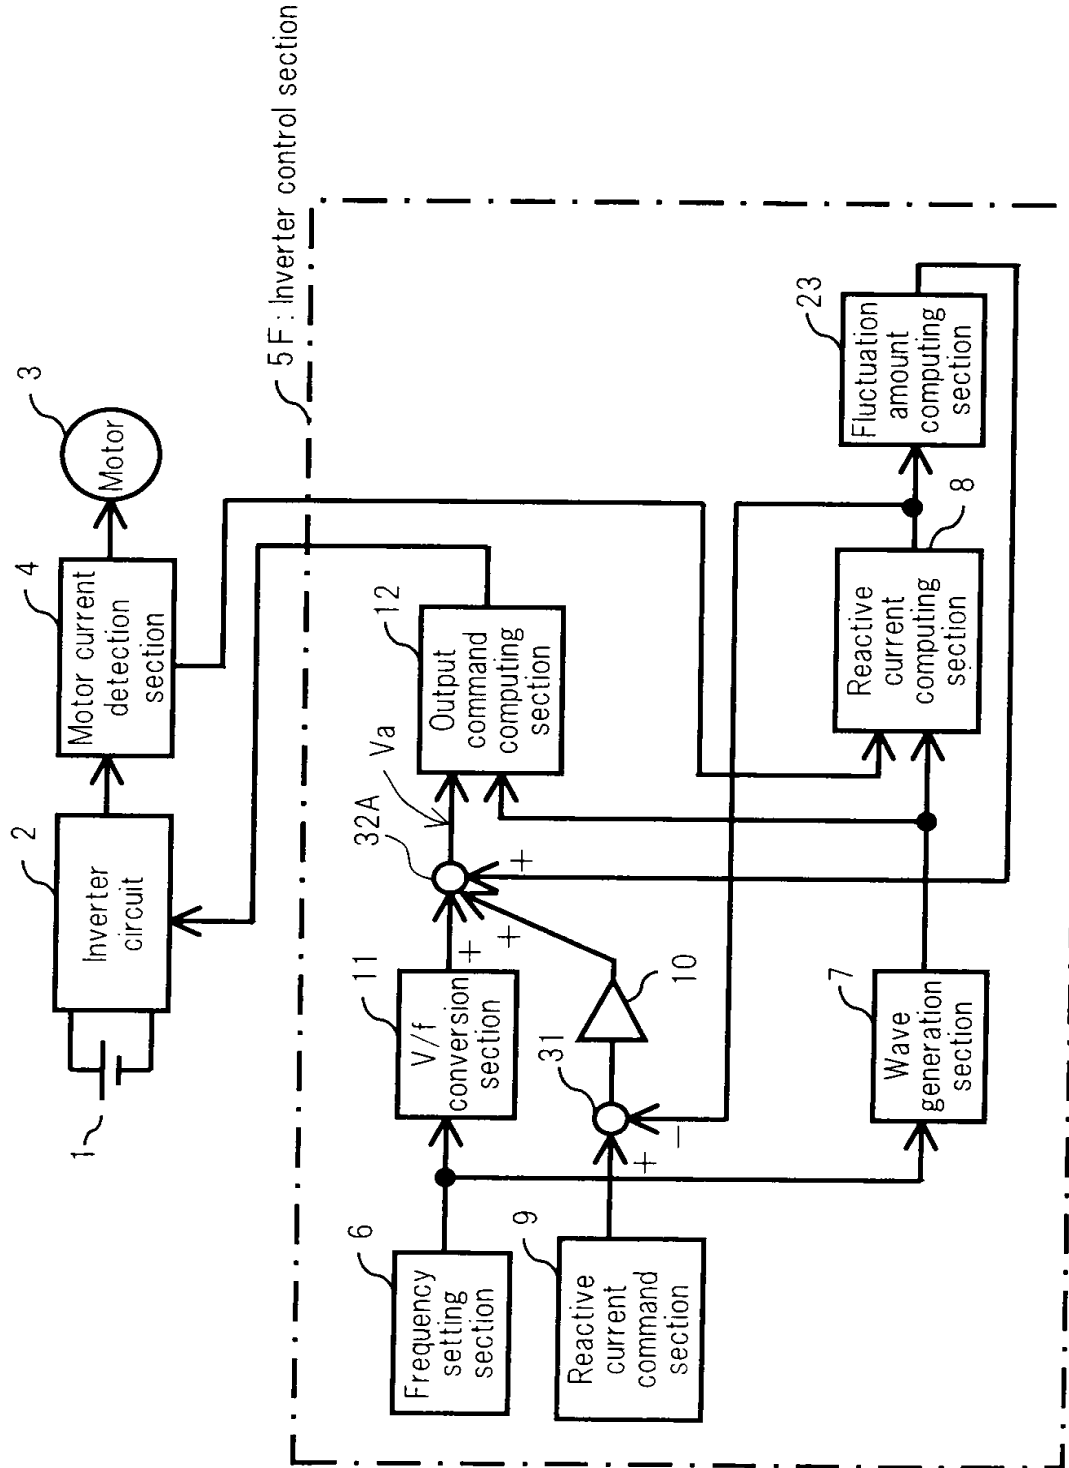 5F : Inverter control section
1
2
Inverter
circuit
4
Motor current
detection
section
3
Motor
6
Frequency
setting
section
11
V/f
conversion
section
+
32A
Va
+
+
12
Output
command
computing
section
9
Reactive
current
command
section
+
−
31
10
7
Wave
generation
section
8
Reactive
current
computing
section
23
Fluctuation
amount
computing
section